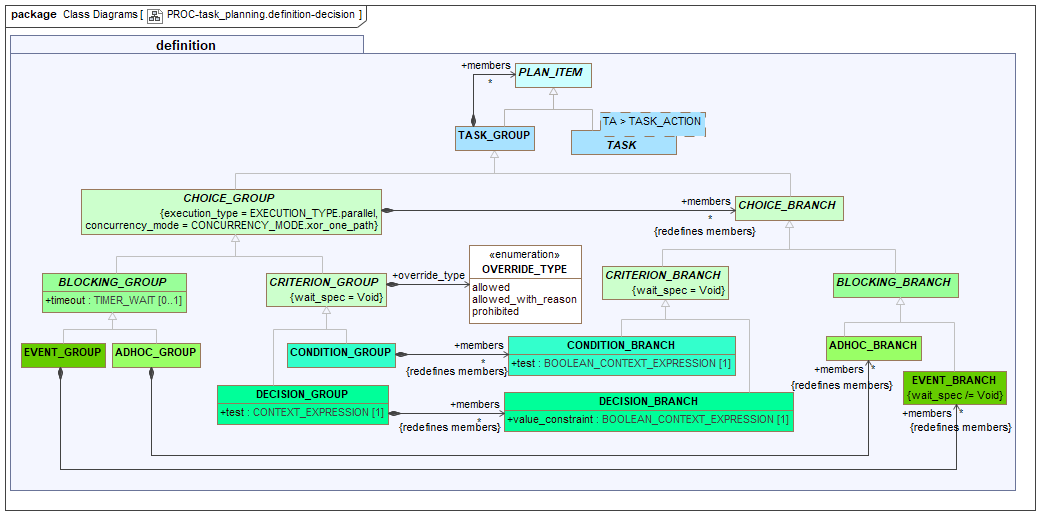 package Class Diagrams [ PROC-task_planning.definition-decision ]
definition
+members
*
PLAN_ITEM
TASK_GROUP
TA > TASK_ACTION
TASK
CHOICE_GROUP
{execution_type = EXECUTION_TYPE.parallel,
concurrency_mode = CONCURRENCY_MODE.xor_one_path}
+members
*
{redefines members}
CHOICE_BRANCH
BLOCKING_GROUP
+timeout : TIMER_WAIT [0..1]
CRITERION_GROUP
{wait_spec = Void}
+override_type
«enumeration»
OVERRIDE_TYPE
allowed
allowed_with_reason
prohibited
CRITERION_BRANCH
{wait_spec = Void}
BLOCKING_BRANCH
EVENT_GROUP
ADHOC_GROUP
CONDITION_GROUP
+members
*
{redefines members}
CONDITION_BRANCH
+test : BOOLEAN_CONTEXT_EXPRESSION [1]
ADHOC_BRANCH
+members
*
{redefines members}
DECISION_GROUP
+test : CONTEXT_EXPRESSION [1]
+members
*
{redefines members}
DECISION_BRANCH
+value_constraint : BOOLEAN_CONTEXT_EXPRESSION [1]
EVENT_BRANCH
{wait_spec /= Void}
+members
*
{redefines members}